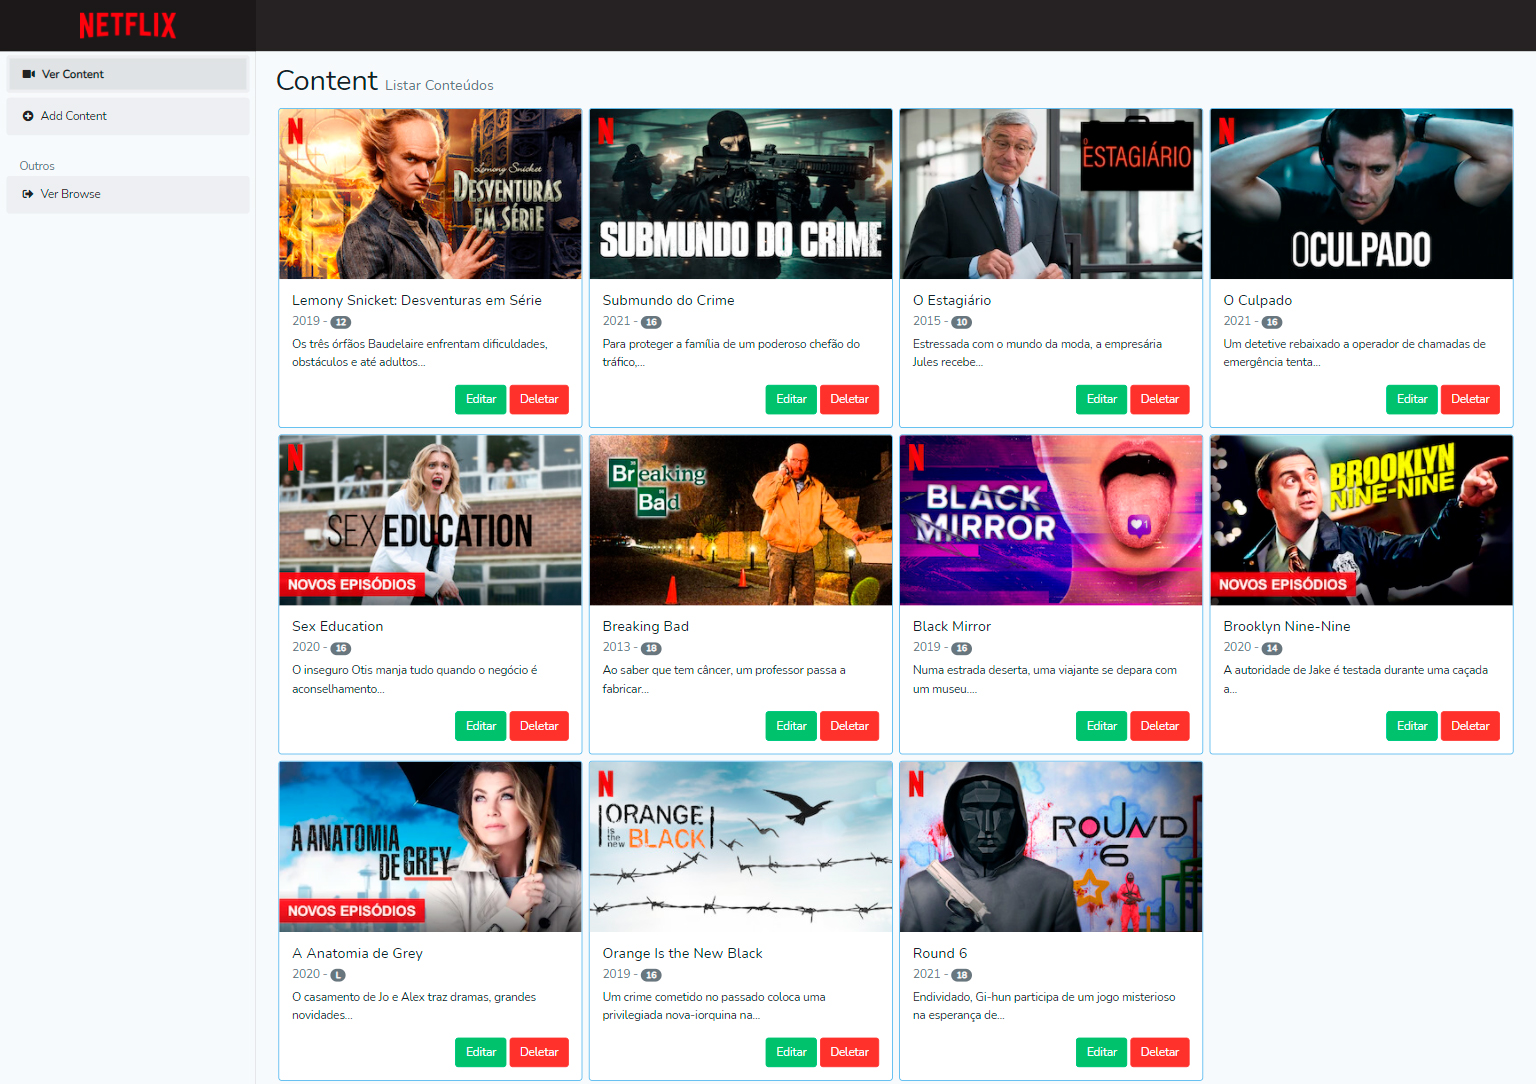 NETFLIX
Ver Content
Add Content
Outros
Ver Browse
Content Listar Conteúdos
N
Lemony Snicket
DESVENTURAS
EM SÉRIE
Lemony Snicket: Desventuras em Série
2019 - 12
Os três órfãos Baudelaire enfrentam dificuldades,
obstáculos e até adultos...
Editar Deletar
N
SUBMUNDO DO CRIME
Submundo do Crime
2021 - 16
Para proteger a família de um poderoso chefão do
tráfico,...
Editar Deletar
O
ESTAGIÁRIO
O Estagiário
2015 - 10
Estressada com o mundo da moda, a empresária
Jules recebe...
Editar Deletar
N
O CULPADO
O Culpado
2021 - 16
Um detetive rebaixado a operador de chamadas de
emergência tenta...
Editar Deletar
N
SEX EDUCATION
NOVOS EPISÓDIOS
Sex Education
2020 - 16
O inseguro Otis manja tudo quando o negócio é
aconselhamento...
Editar Deletar
Breaking
Bad
Breaking Bad
2013 - 18
Ao saber que tem câncer, um professor passa a
fabricar...
Editar Deletar
N
BLACK
MIRROR
1
Black Mirror
2019 - 16
Numa estrada deserta, uma viajante se depara com
um museu....
Editar Deletar
BROOKLYN
NINE-NINE
NOVOS EPISÓDIOS
Brooklyn Nine-Nine
2020 - 14
A autoridade de Jake é testada durante uma caçada
a...
Editar Deletar
A ANATOMIA
DE GREY
NOVOS EPISÓDIOS
A Anatomia de Grey
2020 - L
O casamento de Jo e Alex traz dramas, grandes
novidades...
Editar Deletar
N
ORANGE
is the new BLACK
Orange Is the New Black
2019 - 16
Um crime cometido no passado coloca uma
privilegiada nova-iorquina na...
Editar Deletar
N
ROUND
6
Round 6
2021 - 18
Endividado, Gi-hun participa de um jogo misterioso
na esperança de...
Editar Deletar